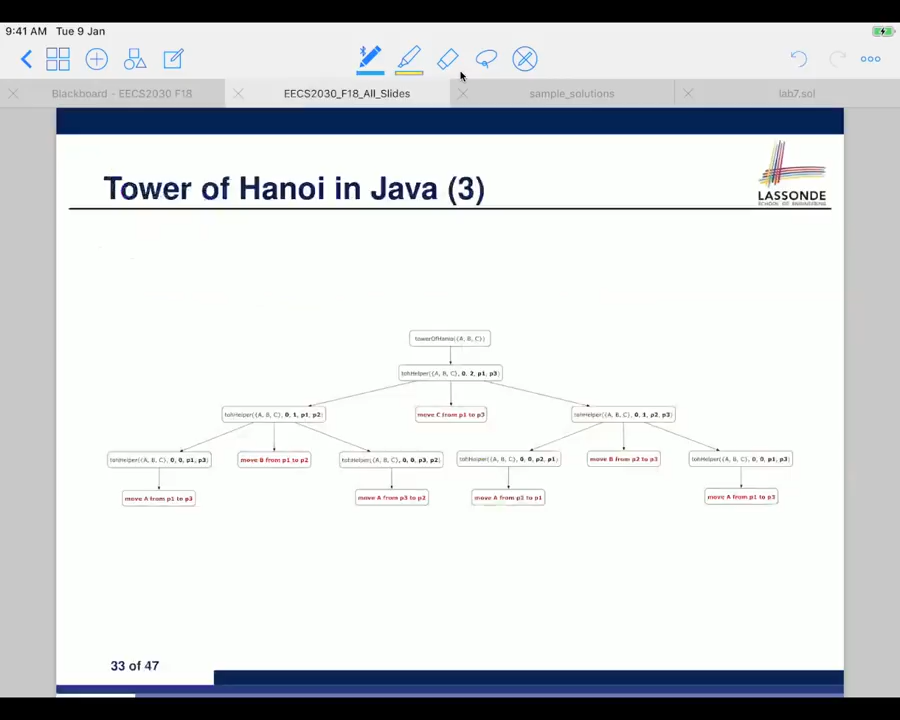 9:41 AM Tue 9 Jan
Blackboard - EECS2030 F18
EECS2030_F18_All_Slides
sample_solutions
lab7.sol
Tower of Hanoi in Java (3)
LASSONDE
SCHOOL OF ENGINEERING
towerOfHanoi({A, B, C})
tohHelper({A, B, C}, 0, 2, p1, p3)
tohHelper({A, B, C}, 0, 1, p1, p2)
move C from p1 to p3
tohHelper({A, B, C}, 0, 1, p2, p3)
tohHelper({A, B, C}, 0, 0, p1, p3)
move B from p1 to p2
tohHelper({A, B, C}, 0, 0, p3, p2)
tohHelper({A, B, C}, 0, 0, p2, p1)
move B from p2 to p3
tohHelper({A, B, C}, 0, 0, p1, p3)
move A from p1 to p3
move A from p3 to p2
move A from to p1
move A from p1 to p3
33 of 47